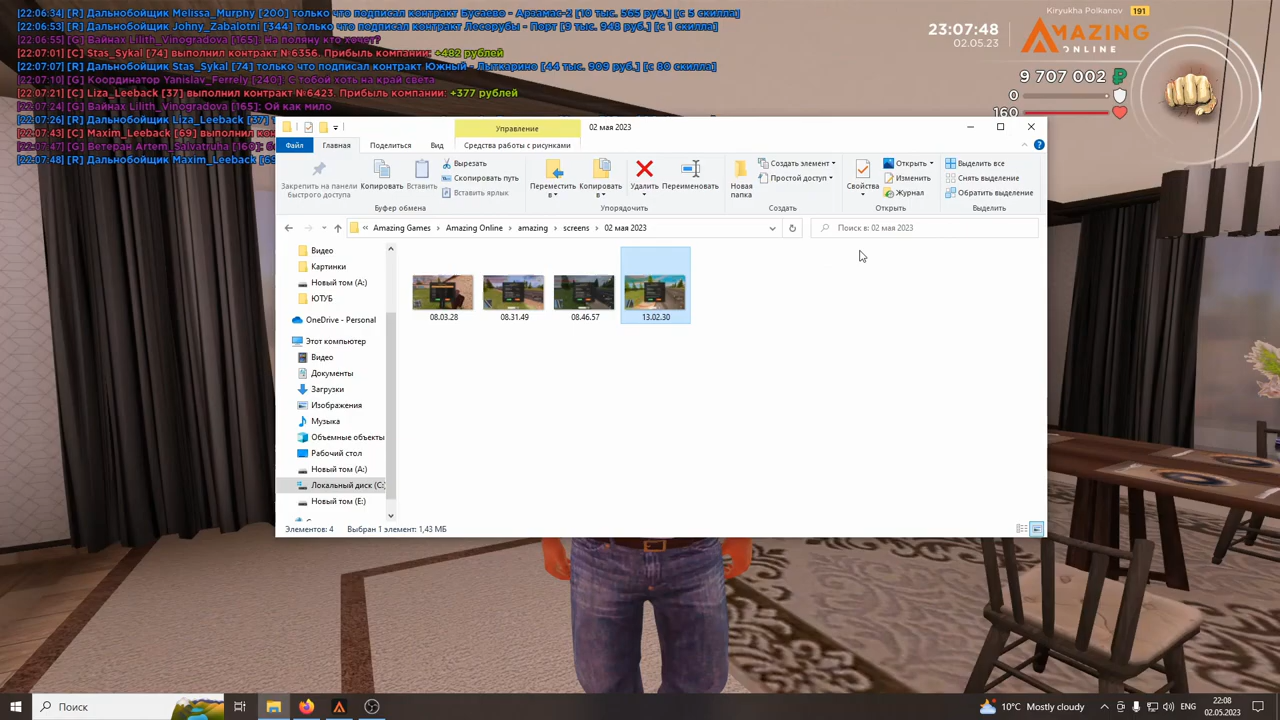 [22:06:34] [R] Дальнобойщик Melissa_Murphy [200] только что подписал контракт Бусаево - Арзамас-2 [10 тыс. 565 руб.] [с 5 скилла]
[22:06:53] [R] Дальнобойщик Johny_Zabalotni [344] только что подписал контракт Лесорубы - Порт [9 тыс. 848 руб.] [с 1 скилла]
[22:06:55] [G] Вайнах Lilith_Vinogradova [165]: На поляну кто хочет?
[22:07:01] [C] Stas_Sykal [74] выполнил контракт №6356. Прибыль компании: +482 рублей
[22:07:07] [R] Дальнобойщик Stas_Sykal [74] только что подписал контракт Южный - Лыткарино [44 тыс. 909 руб.] [с 80 скилла]
[22:07:10] [G] Координатор Yanislav_Ferrely [240]: С тобой хоть на край света
[22:07:21] [C] Liza_Leeback [37] выполнил контракт №6423. Прибыль компании: +377 рублей
[22:07:24] [G] Вайнах Lilith_Vinogradova [165]: Ой как мило
[22:07:26] [R] Дальнобойщик Liza_Leeback [37]
[22:07:43] [C] Maxim_Leeback [69] выполнил
[22:07:47] [G] Ветеран Artem_Salvatruha [160]:
[22:07:48] [R] Дальнобойщик Maxim_Leeback
Kiryukha Polkanov 191
23:07:48
02.05.23
AMAZING
ONLINE
9 707 002
0
160
Управление
02 мая 2023
Файл
Главная
Поделиться
Вид
Средства работы с рисунками
Закрепить на панели быстрого доступа
Копировать
Вставить
Вырезать
Скопировать путь
Вставить ярлык
Буфер обмена
Переместить в
Копировать в
Удалить
Переименовать
Упорядочить
Новая папка
Создать элемент
Простой доступ
Создать
Свойства
Открыть
Изменить
Журнал
Открыть
Выделить все
Снять выделение
Обратить выделение
Выделить
« Amazing Games › Amazing Online › amazing › screens › 02 мая 2023
Поиск в: 02 мая 2023
Видео
Картинки
Новый том (A:)
ЮТУБ
OneDrive - Personal
Этот компьютер
Видео
Документы
Загрузки
Изображения
Музыка
Объемные объекты
Рабочий стол
Новый том (A:)
Локальный диск (C:
Новый том (E:)
08.03.28
08.31.49
08.46.57
13.02.30
Элементов: 4
Выбран 1 элемент: 1,43 МБ
Поиск
10°C Mostly cloudy
ENG
22:08
02.05.2023